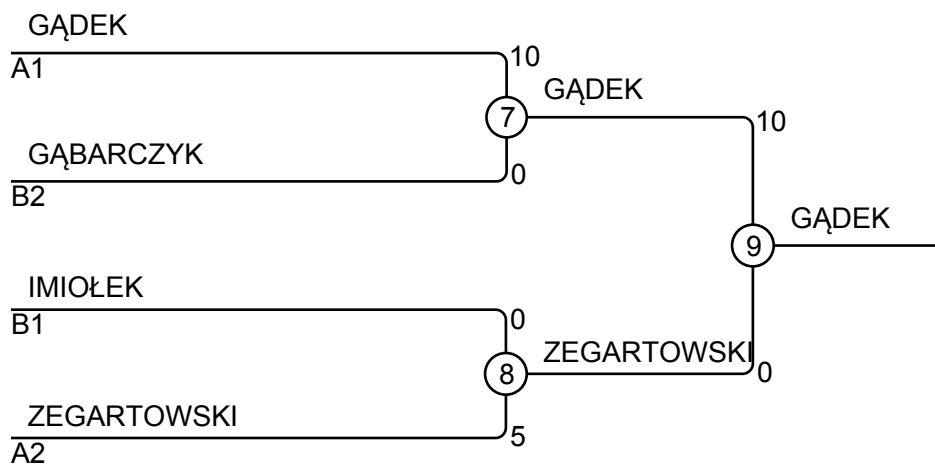 GĄDEK
A1
10
7
GĄDEK
10
GĄBARCZYK
B2
0
9
GĄDEK
IMIOŁEK
B1
0
8
ZEGARTOWSKI
0
ZEGARTOWSKI
A2
5